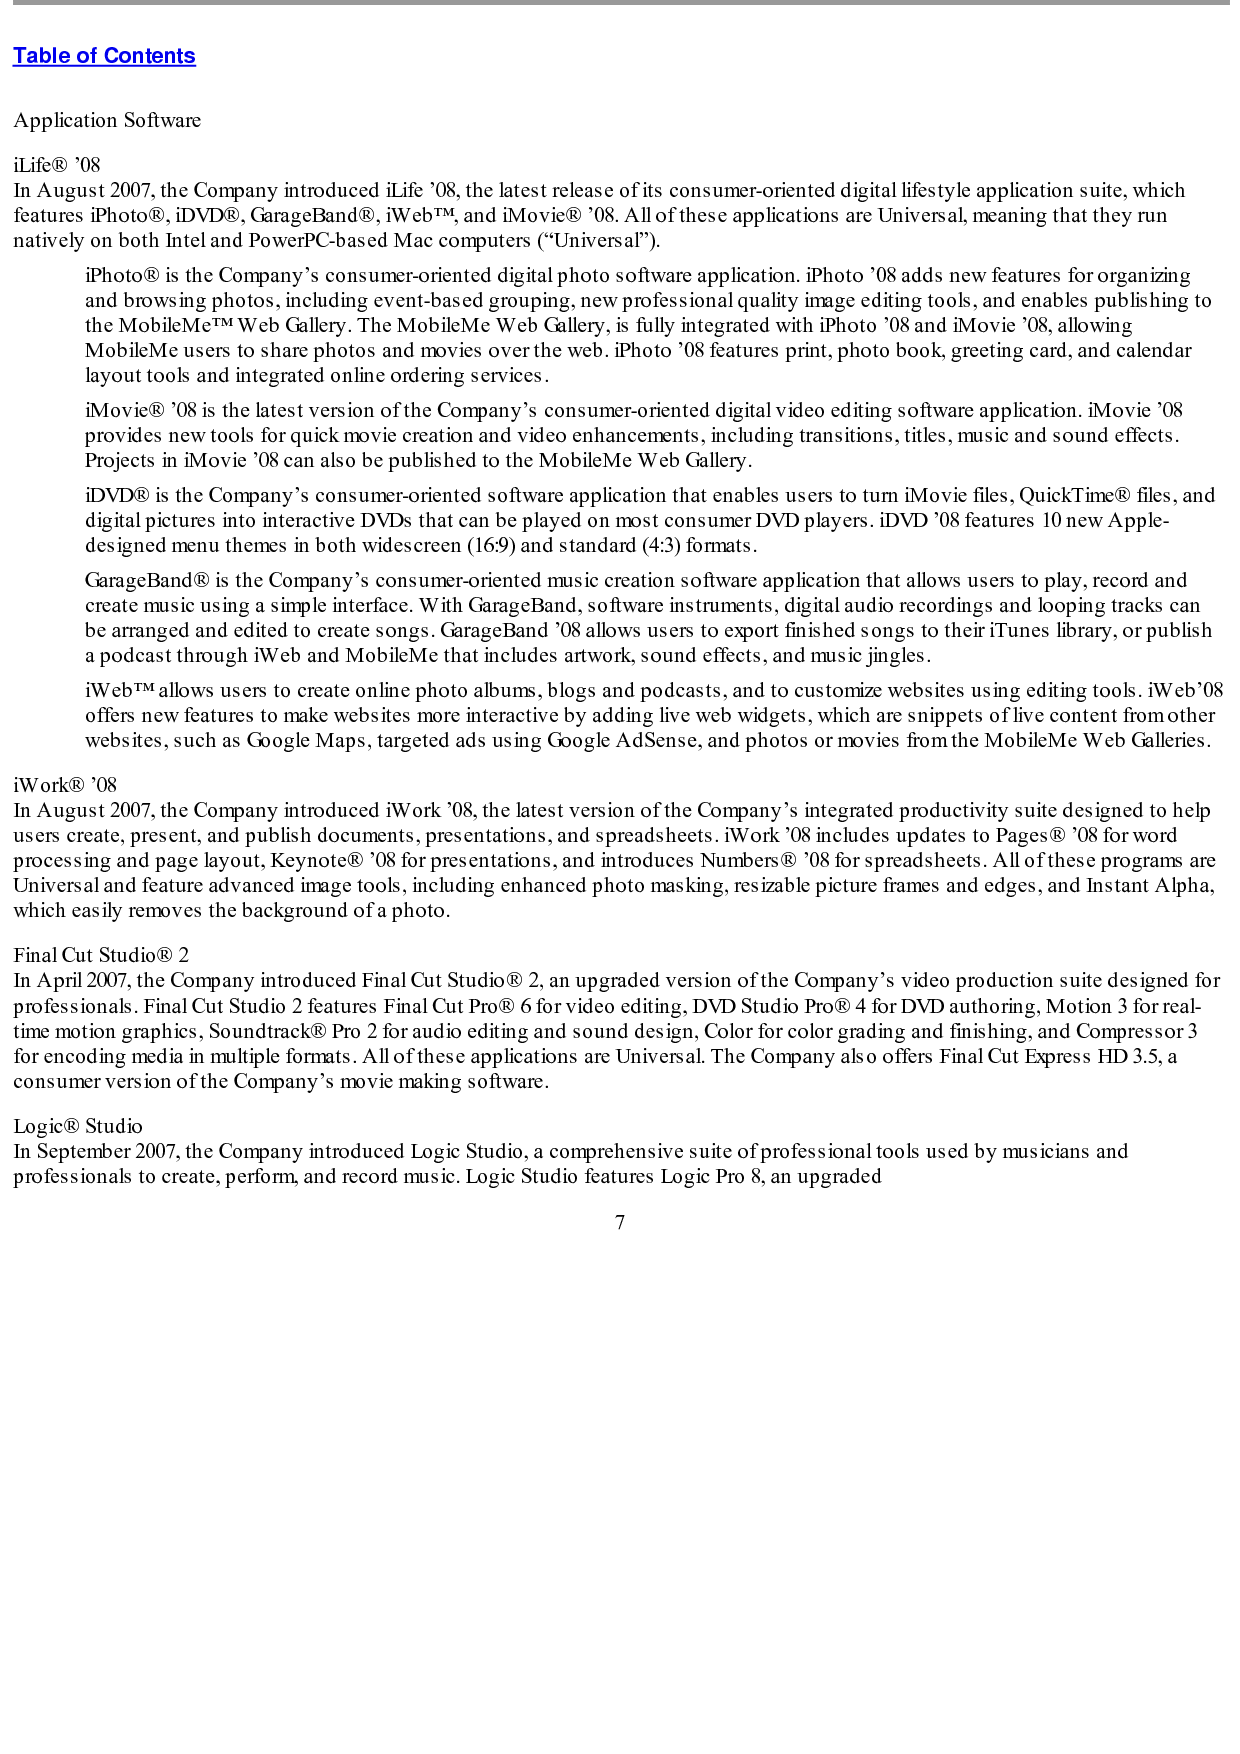 Table of Contents
Application Software
iLife® ’08
In August 2007, the Company introduced iLife ’08, the latest release of its consumer-oriented digital lifestyle application suite, which
features iPhoto®, iDVD®, GarageBand®, iWeb™, and iMovie® ’08. All of these applications are Universal, meaning that they run
natively on both Intel and PowerPC-based Mac computers (“Universal”).
iPhoto® is the Company’s consumer-oriented digital photo software application. iPhoto ’08 adds new features for organizing
and browsing photos, including event-based grouping, new professional quality image editing tools, and enables publishing to
the MobileMe™ Web Gallery. The MobileMe Web Gallery, is fully integrated with iPhoto ’08 and iMovie ’08, allowing
MobileMe users to share photos and movies over the web. iPhoto ’08 features print, photo book, greeting card, and calendar
layout tools and integrated online ordering services.
iMovie® ’08 is the latest version of the Company’s consumer-oriented digital video editing software application. iMovie ’08
provides new tools for quick movie creation and video enhancements, including transitions, titles, music and sound effects.
Projects in iMovie ’08 can also be published to the MobileMe Web Gallery.
iDVD® is the Company’s consumer-oriented software application that enables users to turn iMovie files, QuickTime® files, and
digital pictures into interactive DVDs that can be played on most consumer DVD players. iDVD ’08 features 10 new Apple-
designed menu themes in both widescreen (16:9) and standard (4:3) formats.
GarageBand® is the Company’s consumer-oriented music creation software application that allows users to play, record and
create music using a simple interface. With GarageBand, software instruments, digital audio recordings and looping tracks can
be arranged and edited to create songs. GarageBand ’08 allows users to export finished songs to their iTunes library, or publish
a podcast through iWeb and MobileMe that includes artwork, sound effects, and music jingles.
iWeb™ allows users to create online photo albums, blogs and podcasts, and to customize websites using editing tools. iWeb’08
offers new features to make websites more interactive by adding live web widgets, which are snippets of live content from other
websites, such as Google Maps, targeted ads using Google AdSense, and photos or movies from the MobileMe Web Galleries.
iWork® ’08
In August 2007, the Company introduced iWork ’08, the latest version of the Company’s integrated productivity suite designed to help
users create, present, and publish documents, presentations, and spreadsheets. iWork ’08 includes updates to Pages® ’08 for word
processing and page layout, Keynote® ’08 for presentations, and introduces Numbers® ’08 for spreadsheets. All of these programs are
Universal and feature advanced image tools, including enhanced photo masking, resizable picture frames and edges, and Instant Alpha,
which easily removes the background of a photo.
Final Cut Studio® 2
In April 2007, the Company introduced Final Cut Studio® 2, an upgraded version of the Company’s video production suite designed for
professionals. Final Cut Studio 2 features Final Cut Pro® 6 for video editing, DVD Studio Pro® 4 for DVD authoring, Motion 3 for real-
time motion graphics, Soundtrack® Pro 2 for audio editing and sound design, Color for color grading and finishing, and Compressor 3
for encoding media in multiple formats. All of these applications are Universal. The Company also offers Final Cut Express HD 3.5, a
consumer version of the Company’s movie making software.
Logic® Studio
In September 2007, the Company introduced Logic Studio, a comprehensive suite of professional tools used by musicians and
professionals to create, perform, and record music. Logic Studio features Logic Pro 8, an upgraded
7